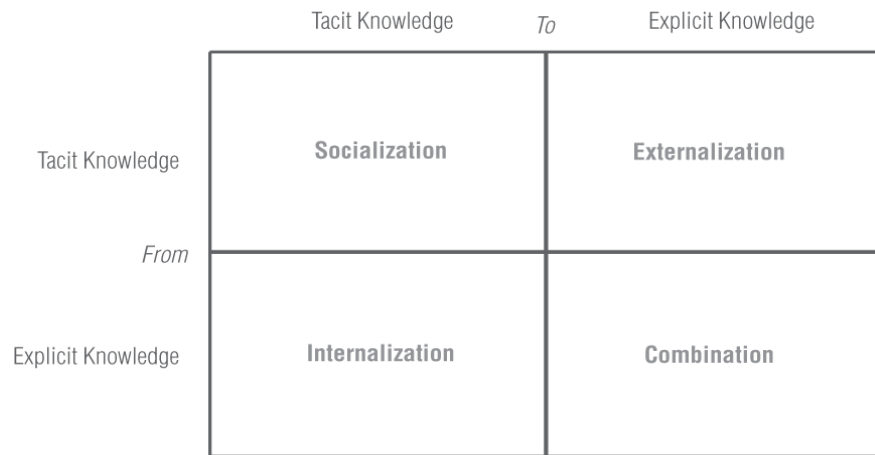 Tacit Knowledge To Explicit Knowledge
Tacit Knowledge Socialization Externalization
From
Explicit Knowledge Internalization Combination